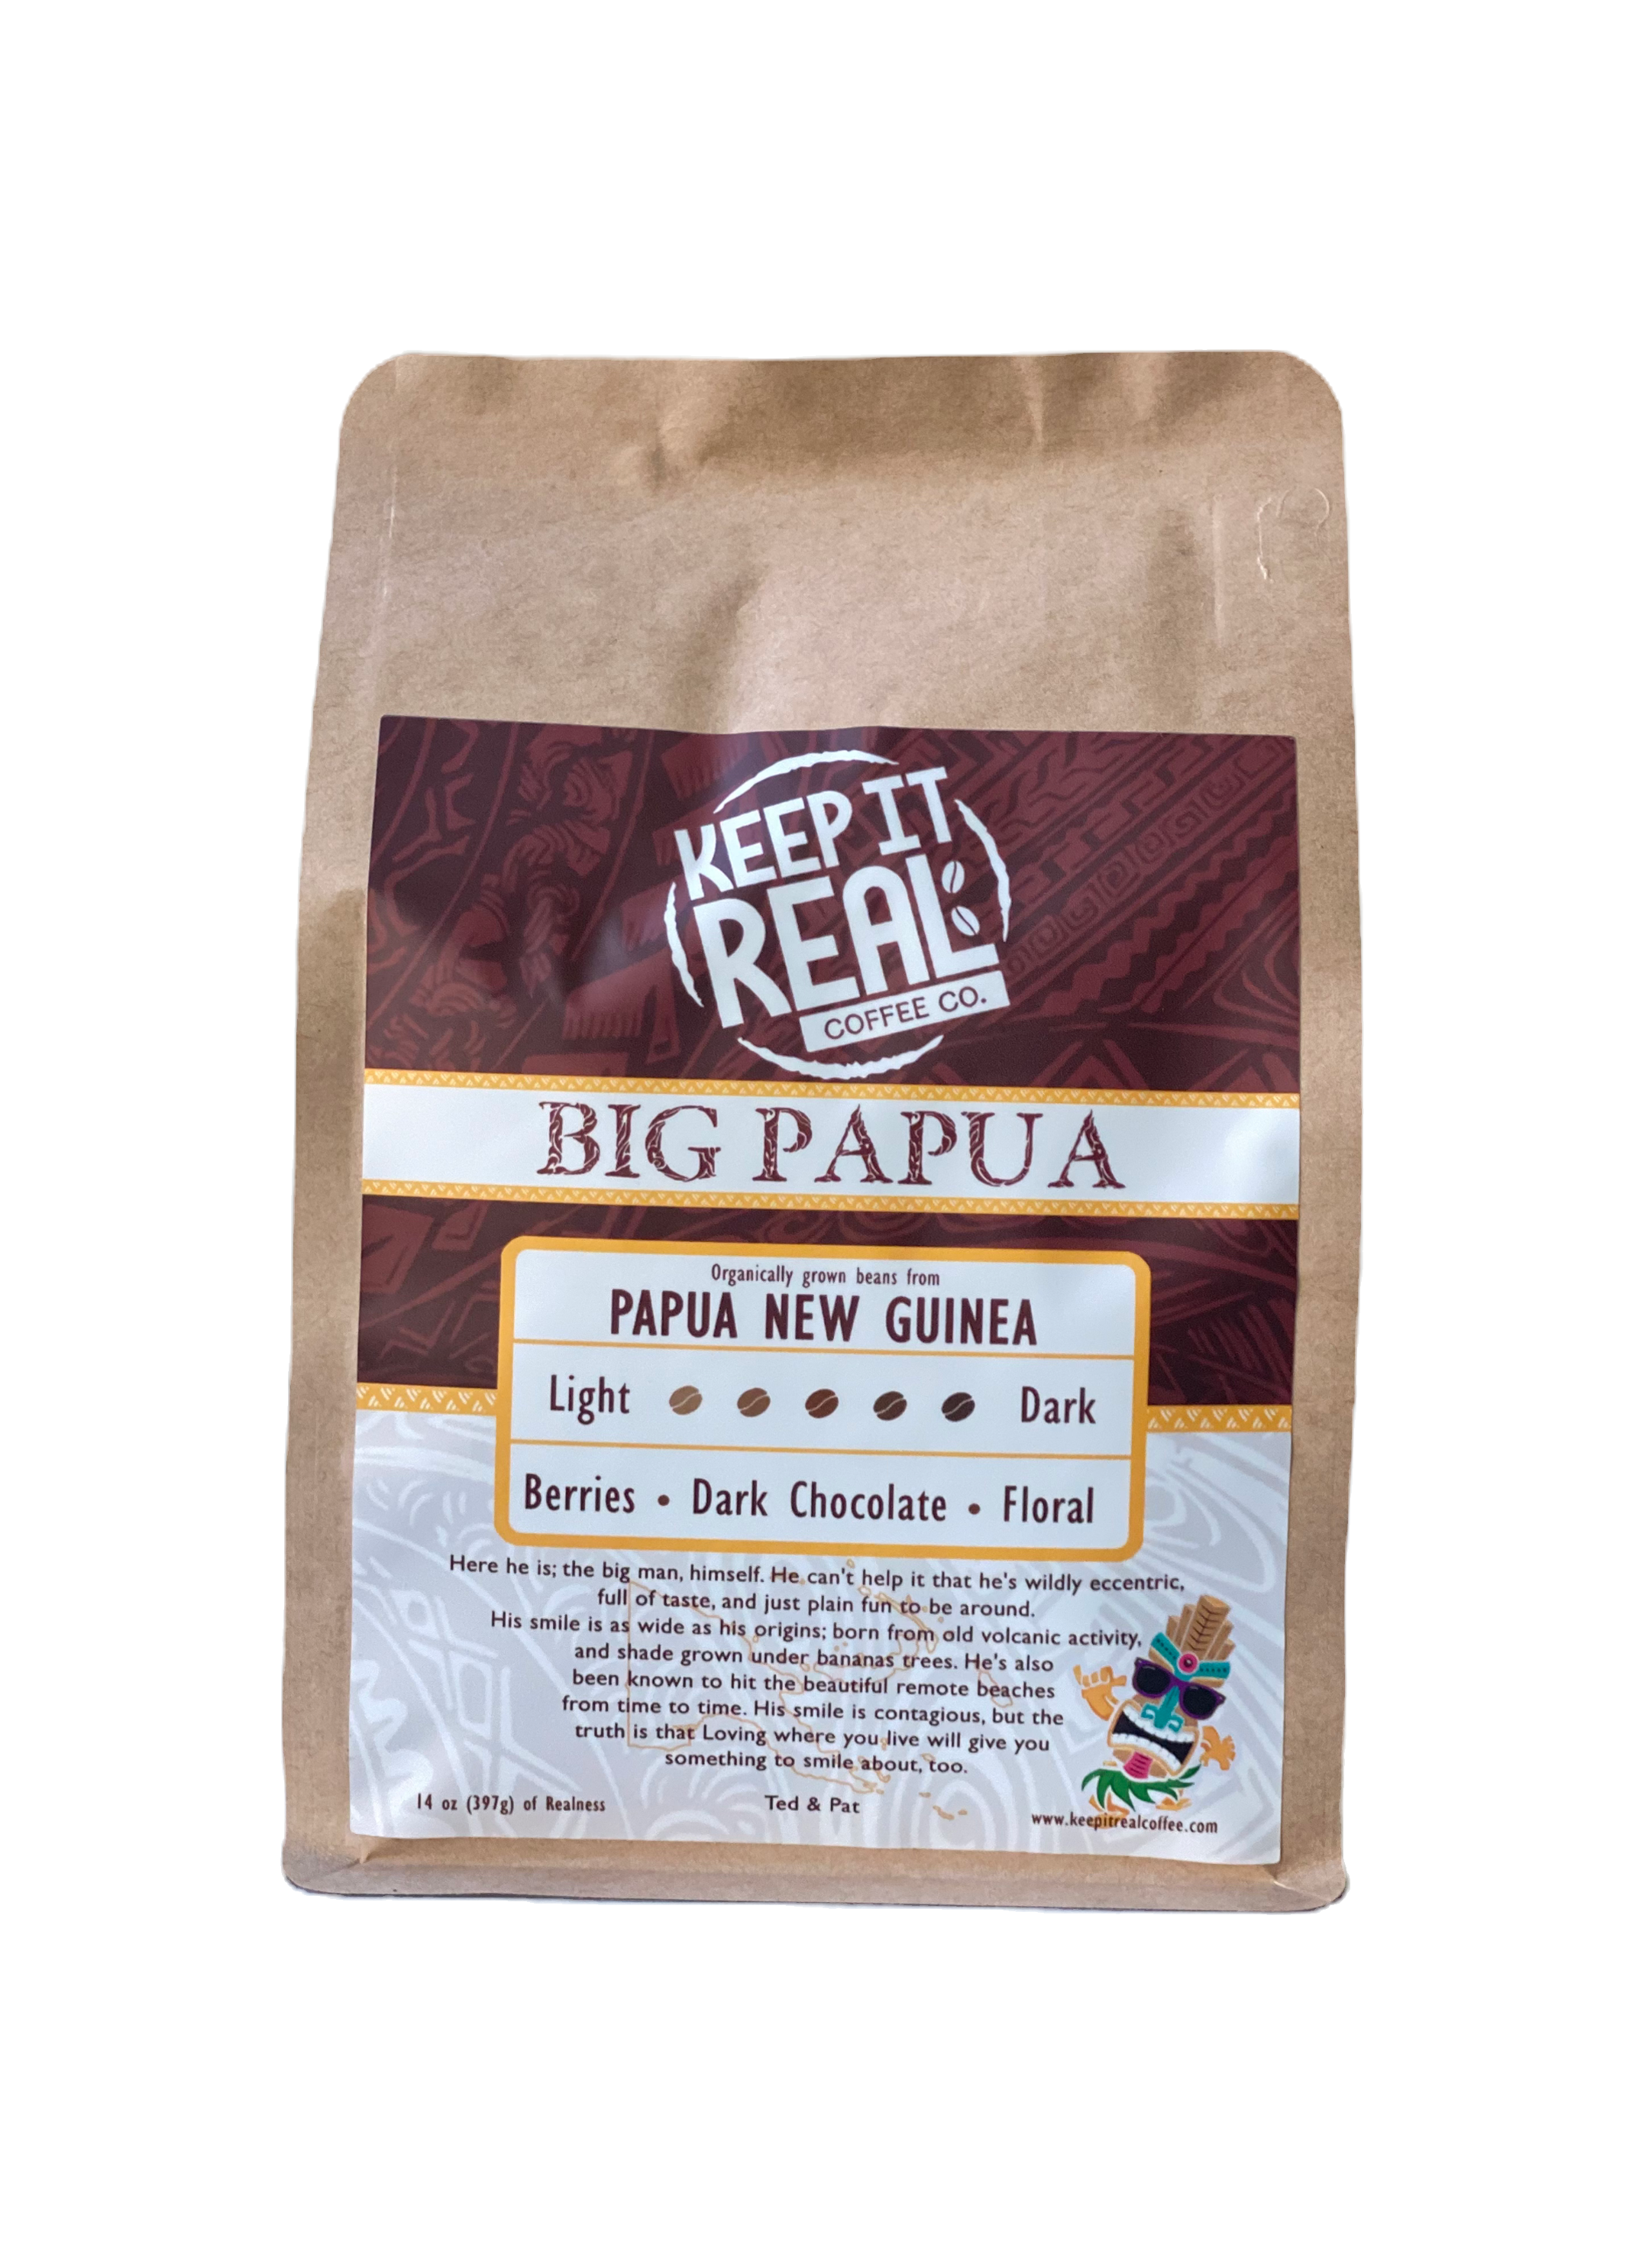 KEEP IT
REAL
COFFEE CO.
BIG PAPUA
Organically grown beans from
PAPUA NEW GUINEA
Light Dark
Berries • Dark Chocolate • Floral
Here he is; the big man, himself. He can't help it that he's wildly eccentric,
full of taste, and just plain fun to be around.
His smile is as wide as his origins; born from old volcanic activity,
and shade grown under bananas trees. He's also
been known to hit the beautiful remote beaches
from time to time. His smile is contagious, but the
truth is that Loving where you live will give you
something to smile about, too.
14 oz (397g) of Realness
Ted & Pat
www.keepitrealcoffee.com